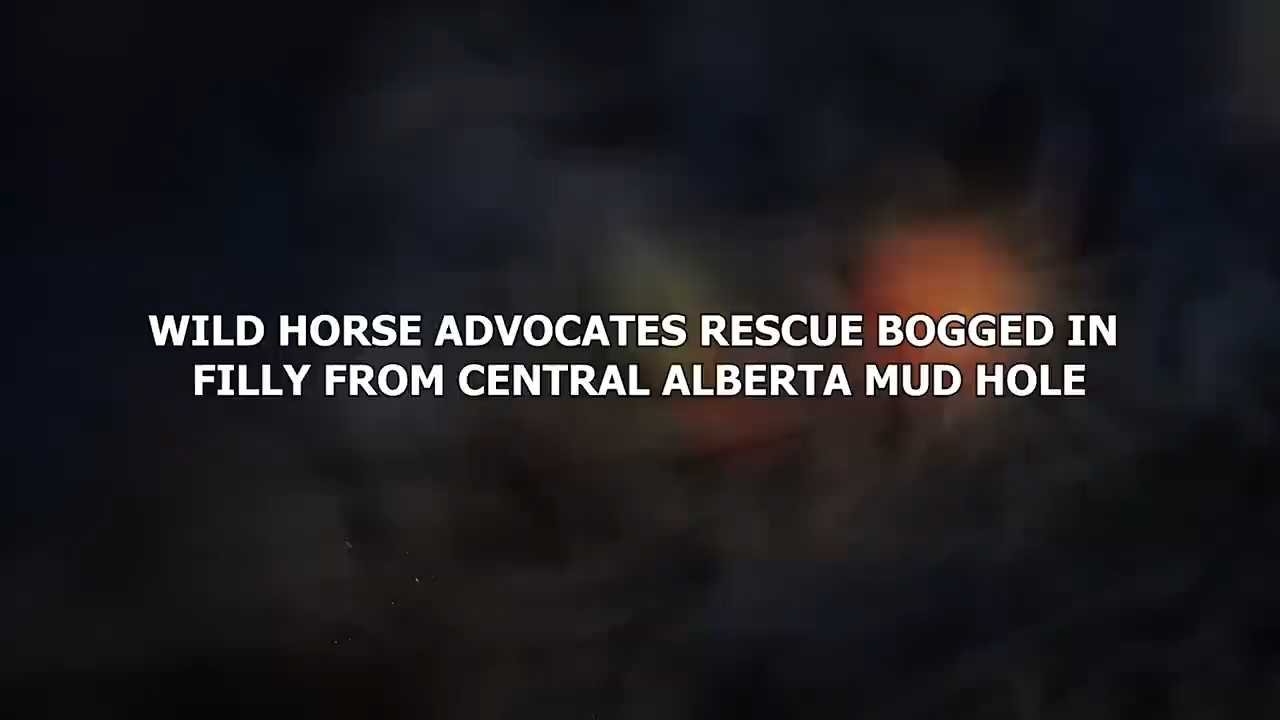 WILD HORSE ADVOCATES RESCUE BOGGED IN
FILLY FROM CENTRAL ALBERTA MUD HOLE